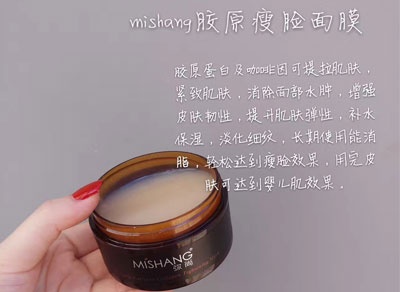 mishang胶原瘦脸面膜
胶原蛋白及咖啡因可提拉肌肤，
紧致肌肤，消除面部水肿，增强
皮肤韧性，提升肌肤弹性，补水
保湿，淡化细纹，长期使用能消
脂，轻松达到瘦脸效果，用完皮
肤可达到婴儿肌效果。
MISHANG